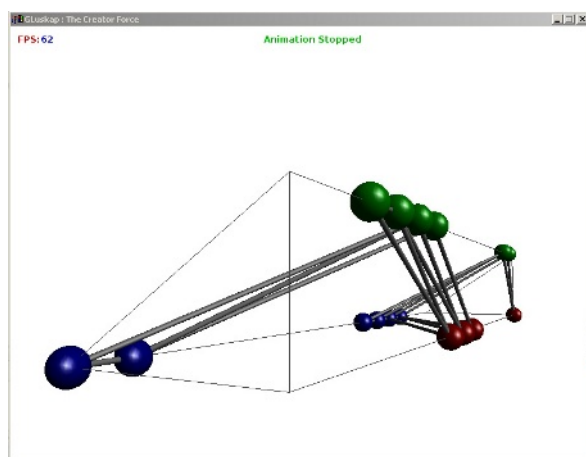 GLuskap : The Creator Force
FPS: 62
Animation Stopped